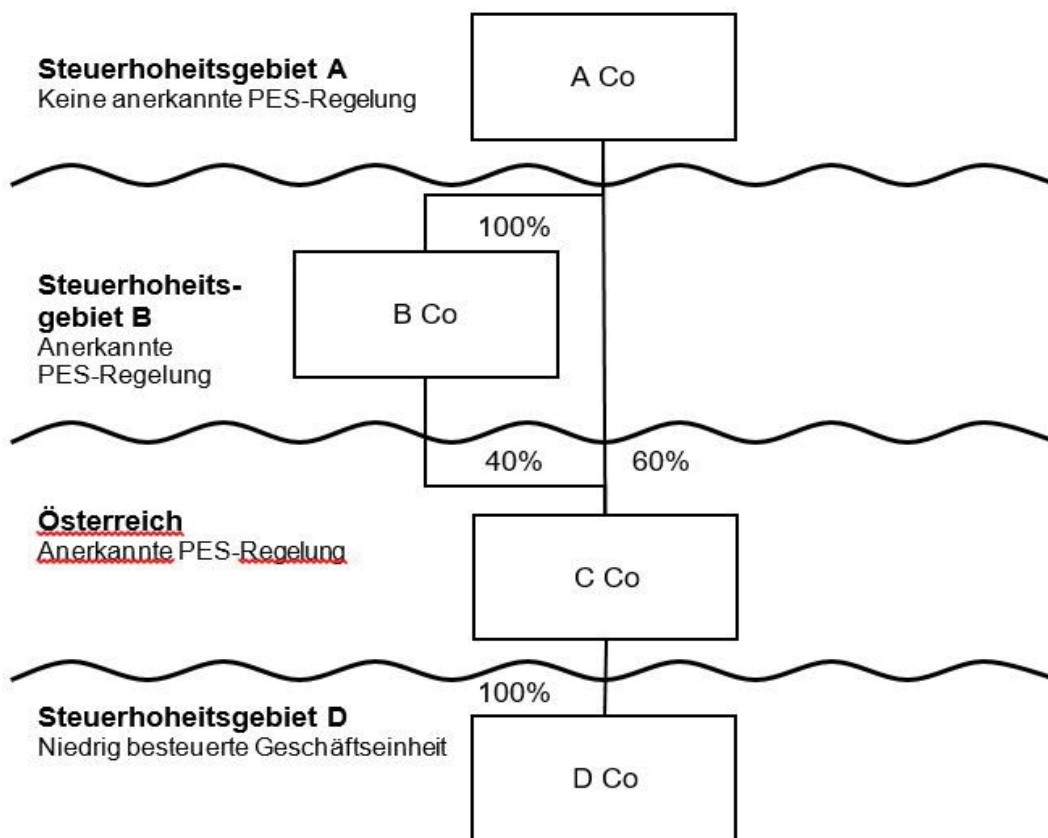 Steuerhoheitsgebiet A
Keine anerkannte PES-Regelung
A Co
100%
Steuerhoheits-
gebiet B
Anerkannte
PES-Regelung
B Co
40%
60%
Österreich
Anerkannte PES-Regelung
C Co
100%
Steuerhoheitsgebiet D
Niedrig besteuerte Geschäftseinheit
D Co